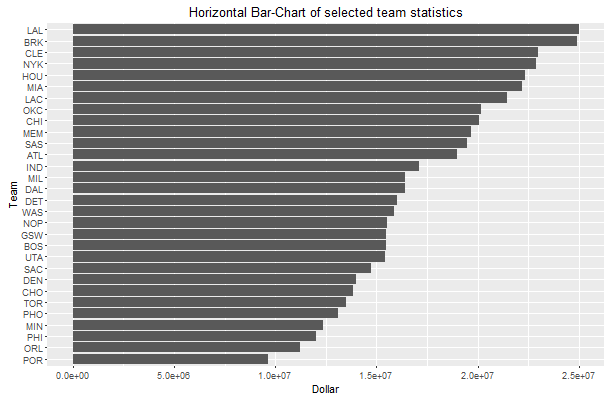 Horizontal Bar-Chart of selected team statistics
Team
LAL
BRK
CLE
NYK
HOU
MIA
LAC
OKC
CHI
MEM
SAS
ATL
IND
MIL
DAL
DET
WAS
NOP
GSW
BOS
UTA
SAC
DEN
CHO
TOR
PHO
MIN
PHI
ORL
POR
0.0e+00 5.0e+06 1.0e+07 1.5e+07 2.0e+07 2.5e+07
Dollar